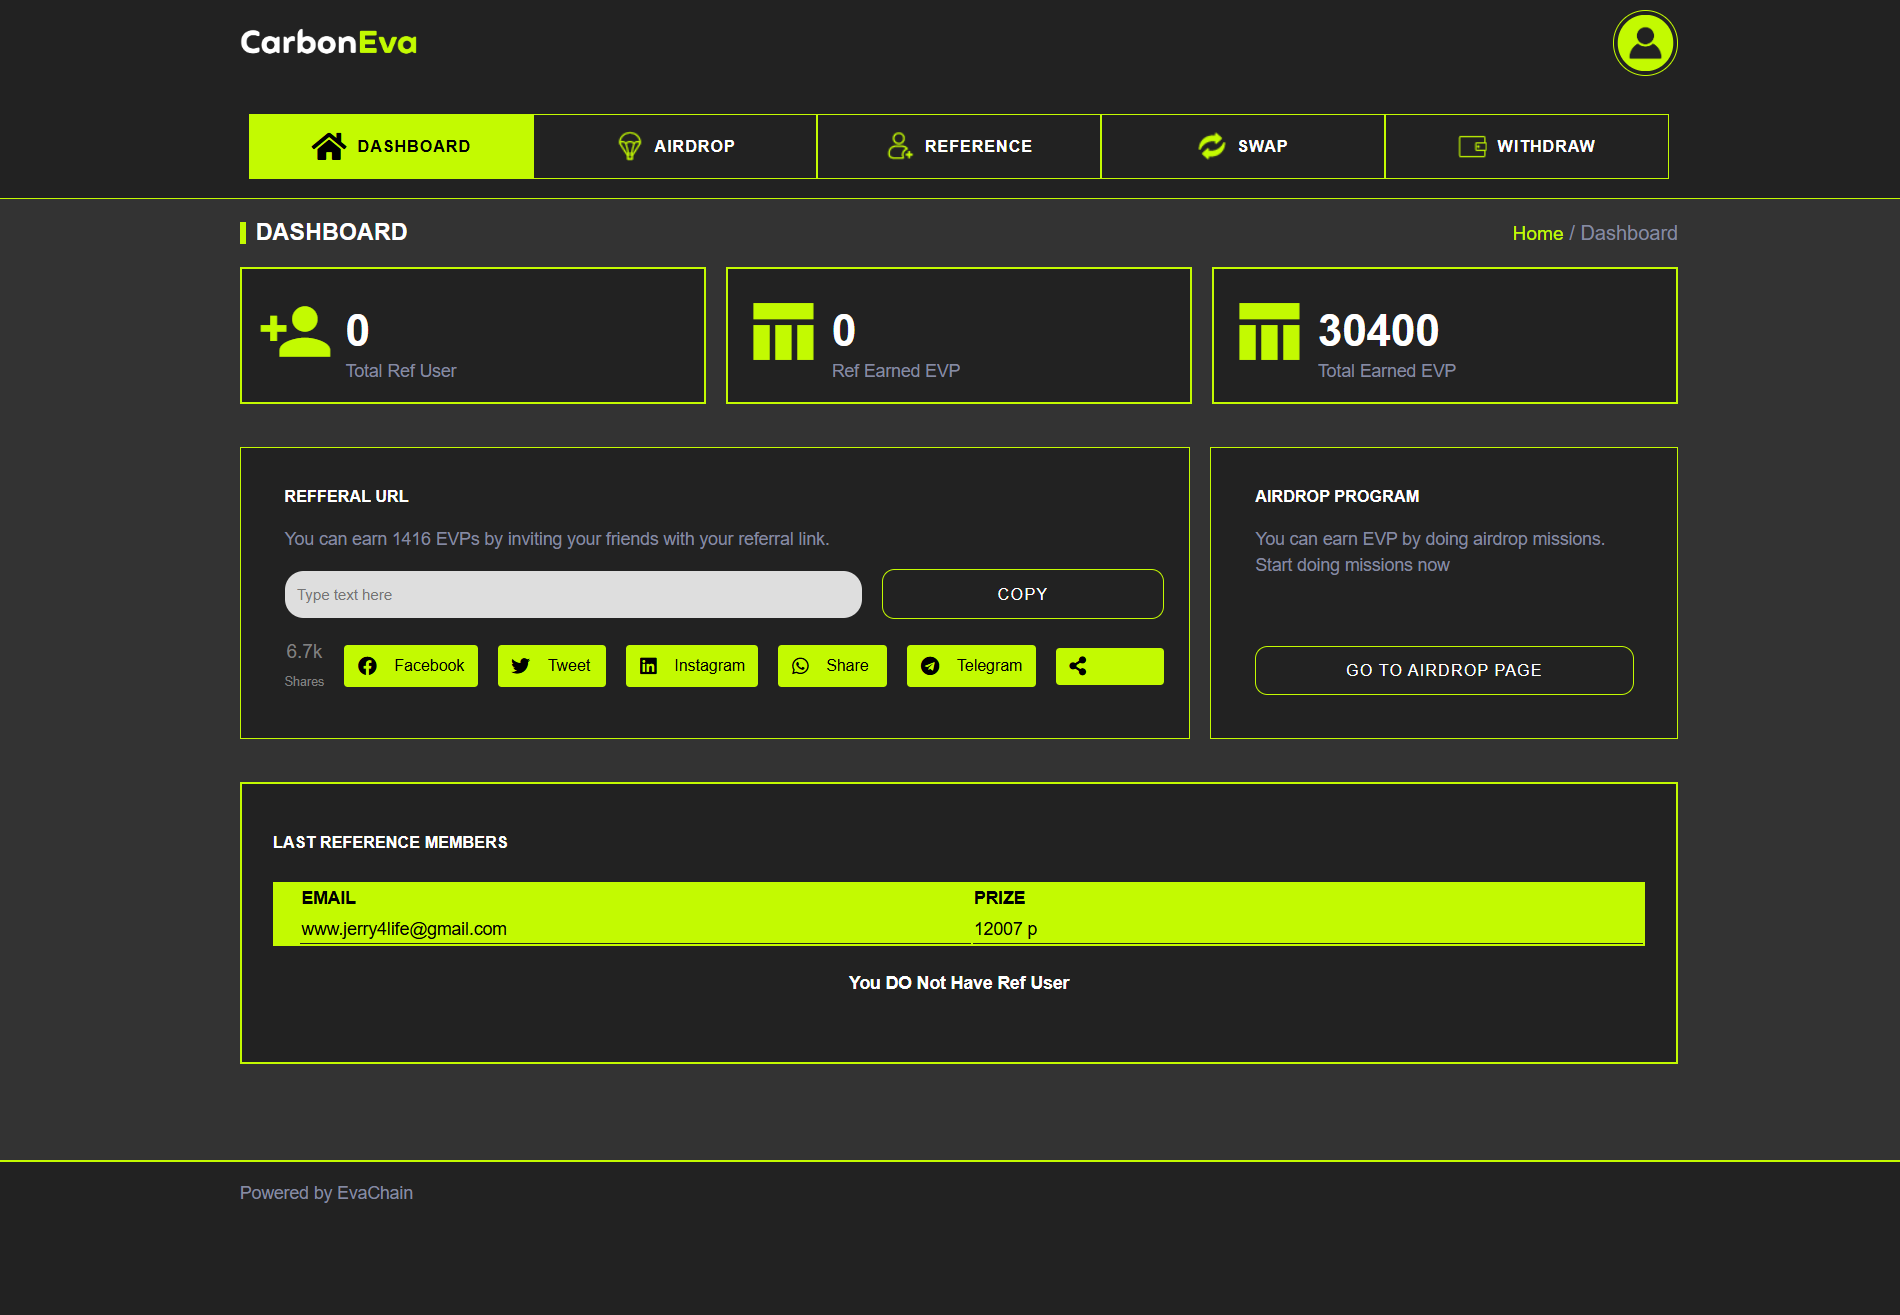 CarbonEva
DASHBOARD
AIRDROP
REFERENCE
SWAP
WITHDRAW
DASHBOARD
Home / Dashboard
0
Total Ref User
0
Ref Earned EVP
30400
Total Earned EVP
REFFERAL URL
You can earn 1416 EVPs by inviting your friends with your referral link.
Type text here
COPY
6.7k
Shares
Facebook
Tweet
Instagram
Share
Telegram
AIRDROP PROGRAM
You can earn EVP by doing airdrop missions.
Start doing missions now
GO TO AIRDROP PAGE
LAST REFERENCE MEMBERS
EMAIL PRIZE
www.jerry4life@gmail.com 12007 p
You DO Not Have Ref User
Powered by EvaChain